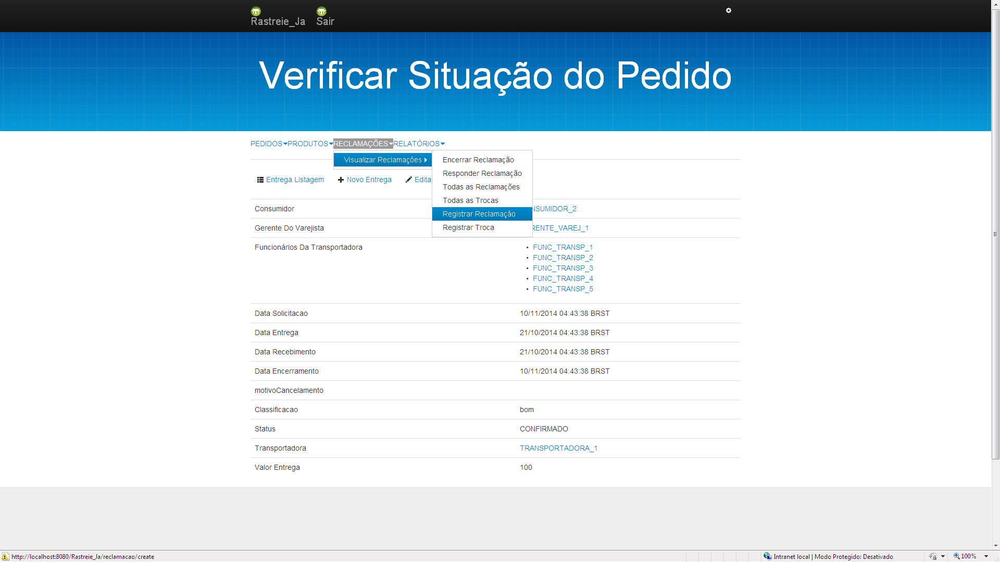 Rastreie_Ja Sair
Verificar Situação do Pedido
PEDIDOS PRODUTOS RECLAMAÇÕES RELATÓRIOS
Visualizar Reclamações
Encerrar Reclamação
Responder Reclamação
Todas as Reclamações
Todas as Trocas
Registrar Reclamação
Registrar Troca
Entrega Listagem Novo Entrega Edita
Consumidor NSUMIDOR_2
Gerente Do Varejista RENTE_VAREJ_1
Funcionários Da Transportadora
• FUNC_TRANSP_1
• FUNC_TRANSP_2
• FUNC_TRANSP_3
• FUNC_TRANSP_4
• FUNC_TRANSP_5
Data Solicitacao 10/11/2014 04:43:38 BRST
Data Entrega 21/10/2014 04:43:38 BRST
Data Recebimento 21/10/2014 04:43:38 BRST
Data Encerramento 10/11/2014 04:43:38 BRST
motivoCancelamento
Classificacao bom
Status CONFIRMADO
Transportadora TRANSPORTADORA_1
Valor Entrega 100
http://localhost:8080/Rastreie_Ja/reclamacao/create Intranet local | Modo Protegido: Desativado 100%